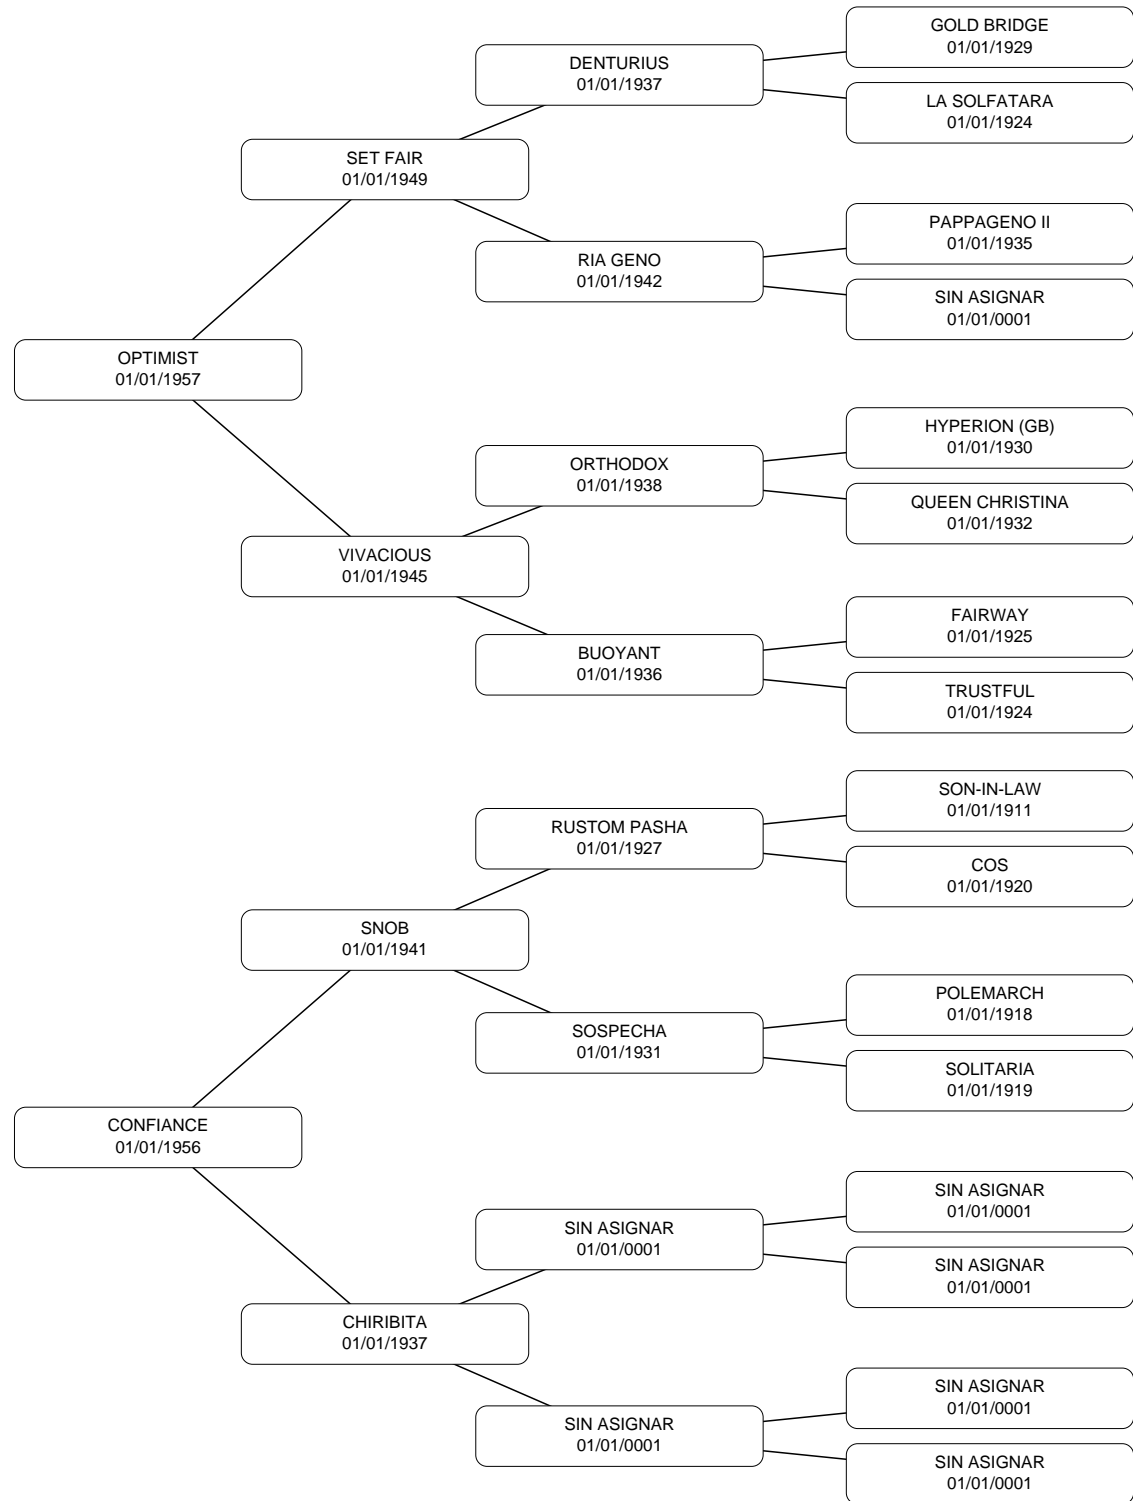 GOLD BRIDGE
01/01/1929
DENTURIUS
01/01/1937
LA SOLFATARA
01/01/1924
SET FAIR
01/01/1949
PAPPAGENO II
01/01/1935
RIA GENO
01/01/1942
SIN ASIGNAR
01/01/0001
OPTIMIST
01/01/1957
HYPERION (GB)
01/01/1930
ORTHODOX
01/01/1938
QUEEN CHRISTINA
01/01/1932
VIVACIOUS
01/01/1945
FAIRWAY
01/01/1925
BUOYANT
01/01/1936
TRUSTFUL
01/01/1924
SON-IN-LAW
01/01/1911
RUSTOM PASHA
01/01/1927
COS
01/01/1920
SNOB
01/01/1941
POLEMARCH
01/01/1918
SOSPECHA
01/01/1931
SOLITARIA
01/01/1919
CONFIANCE
01/01/1956
SIN ASIGNAR
01/01/0001
SIN ASIGNAR
01/01/0001
SIN ASIGNAR
01/01/0001
CHIRIBITA
01/01/1937
SIN ASIGNAR
01/01/0001
SIN ASIGNAR
01/01/0001
SIN ASIGNAR
01/01/0001